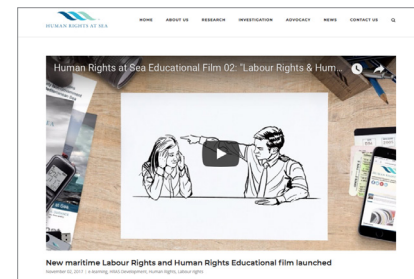 HUMAN RIGHTS AT SEA
HOME ABOUT US RESEARCH INVESTIGATION ADVOCACY NEWS CONTACT US
Human Rights at Sea Educational Film 02: "Labour Rights & Hum...
New maritime Labour Rights and Human Rights Educational film launched
November 02, 2017 | e-learning, HRAS Development, Human Rights, Labour rights